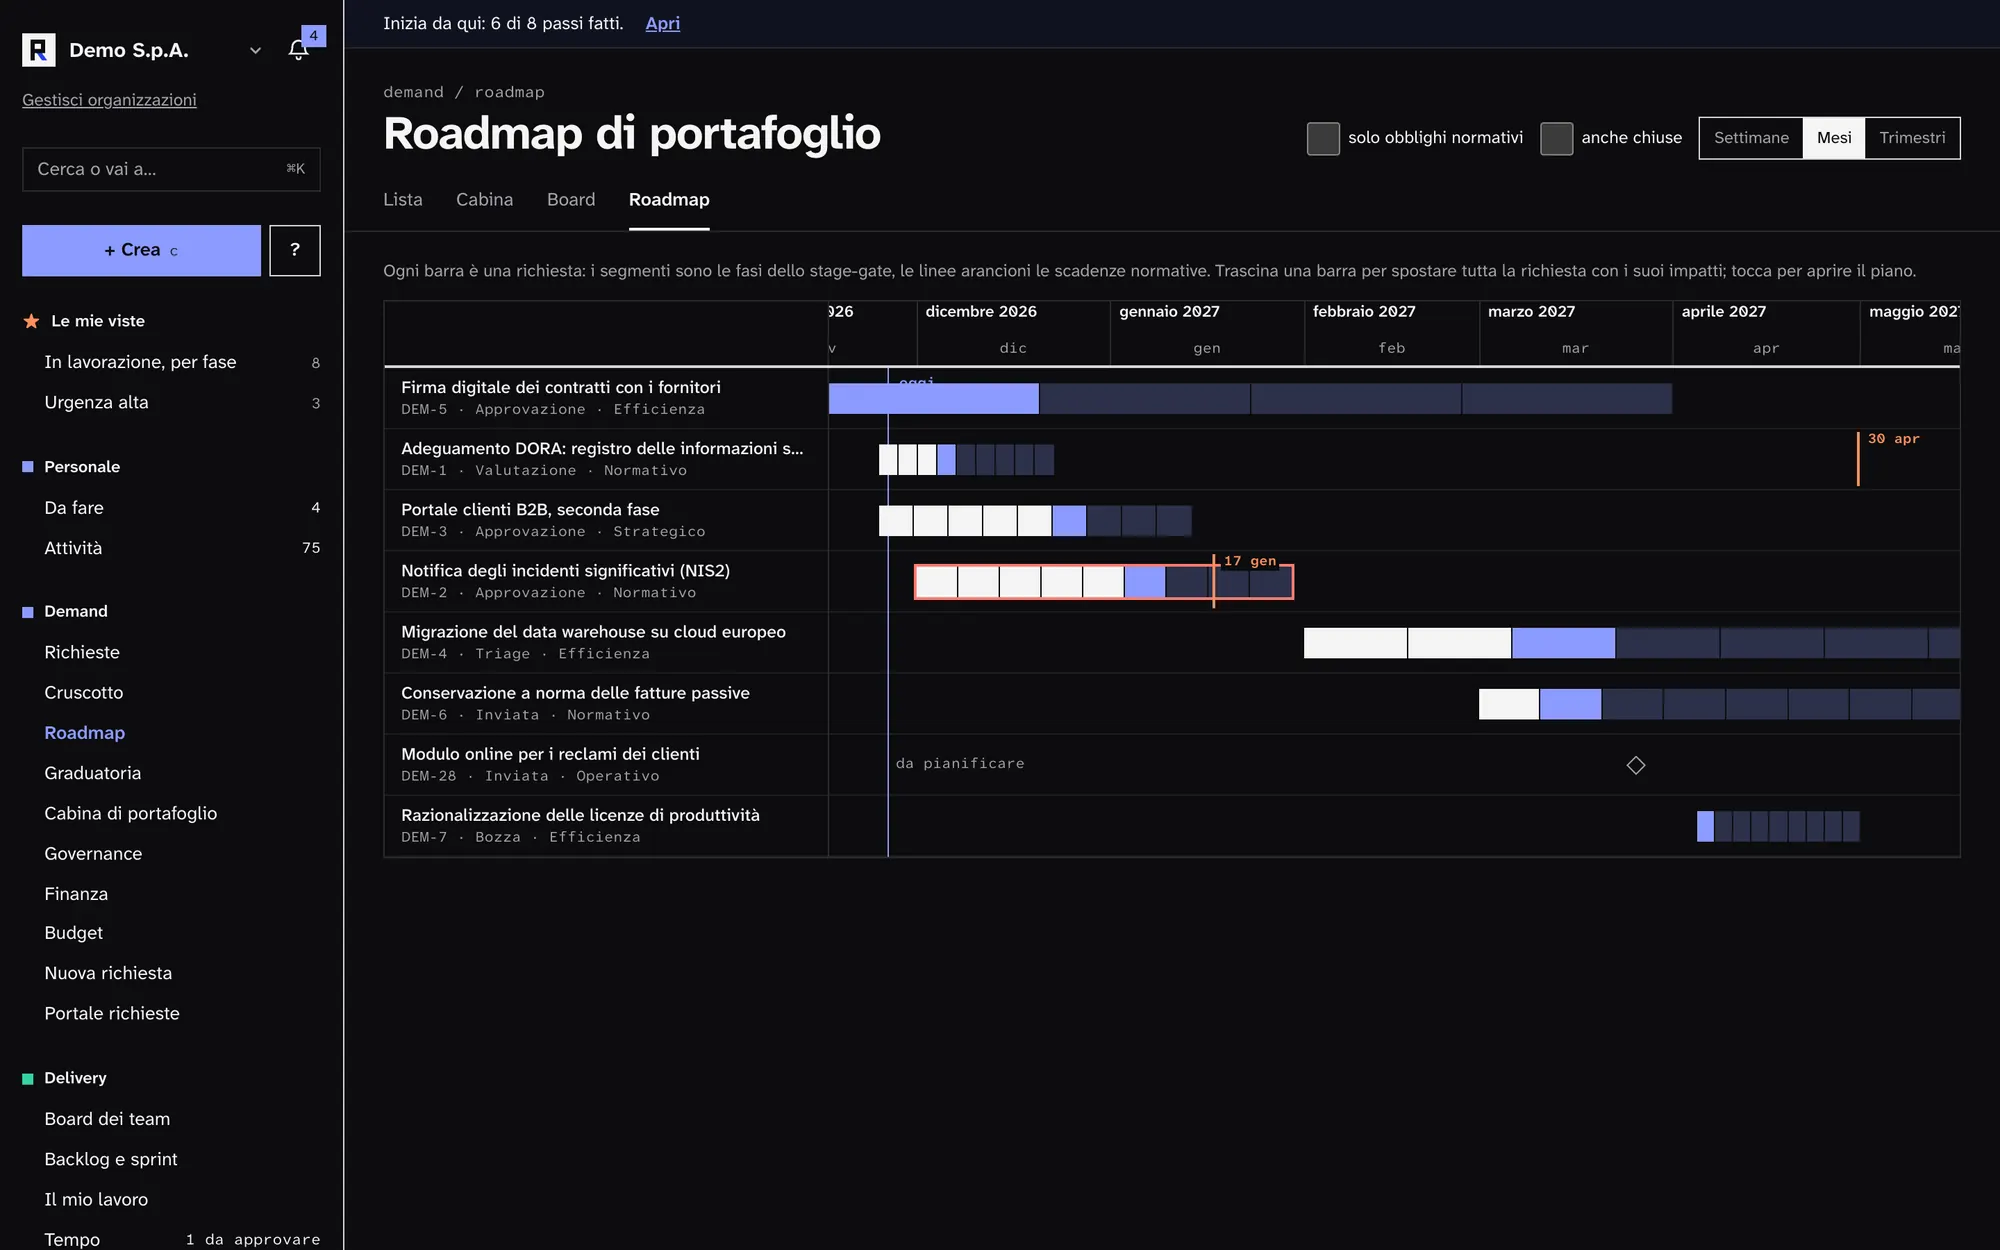 Demo S.p.A.
4
Gestisci organizzazioni
Cerca o vai a... ⌘K
+ Crea c
?
Le mie viste
In lavorazione, per fase 8
Urgenza alta 3
Personale
Da fare 4
Attività 75
Demand
Richieste
Cruscotto
Roadmap
Graduatoria
Cabina di portafoglio
Governance
Finanza
Budget
Nuova richiesta
Portale richieste
Delivery
Board dei team
Backlog e sprint
Il mio lavoro
Tempo 1 da approvare
Inizia da qui: 6 di 8 passi fatti. Apri
demand / roadmap
Roadmap di portafoglio
solo obblighi normativi
anche chiuse
Settimane Mesi Trimestri
Lista Cabina Board Roadmap
Ogni barra è una richiesta: i segmenti sono le fasi dello stage-gate, le linee arancioni le scadenze normative. Trascina una barra per spostare tutta la richiesta con i suoi impatti; tocca per aprire il piano.
026 dicembre 2026 gennaio 2027 febbraio 2027 marzo 2027 aprile 2027 maggio 202
v dic gen feb mar apr ma
oggi
Firma digitale dei contratti con i fornitori
DEM-5 · Approvazione · Efficienza
Adeguamento DORA: registro delle informazioni s...
DEM-1 · Valutazione · Normativo
30 apr
Portale clienti B2B, seconda fase
DEM-3 · Approvazione · Strategico
Notifica degli incidenti significativi (NIS2)
DEM-2 · Approvazione · Normativo
17 gen
Migrazione del data warehouse su cloud europeo
DEM-4 · Triage · Efficienza
Conservazione a norma delle fatture passive
DEM-6 · Inviata · Normativo
Modulo online per i reclami dei clienti
DEM-28 · Inviata · Operativo
da pianificare
Razionalizzazione delle licenze di produttività
DEM-7 · Bozza · Efficienza